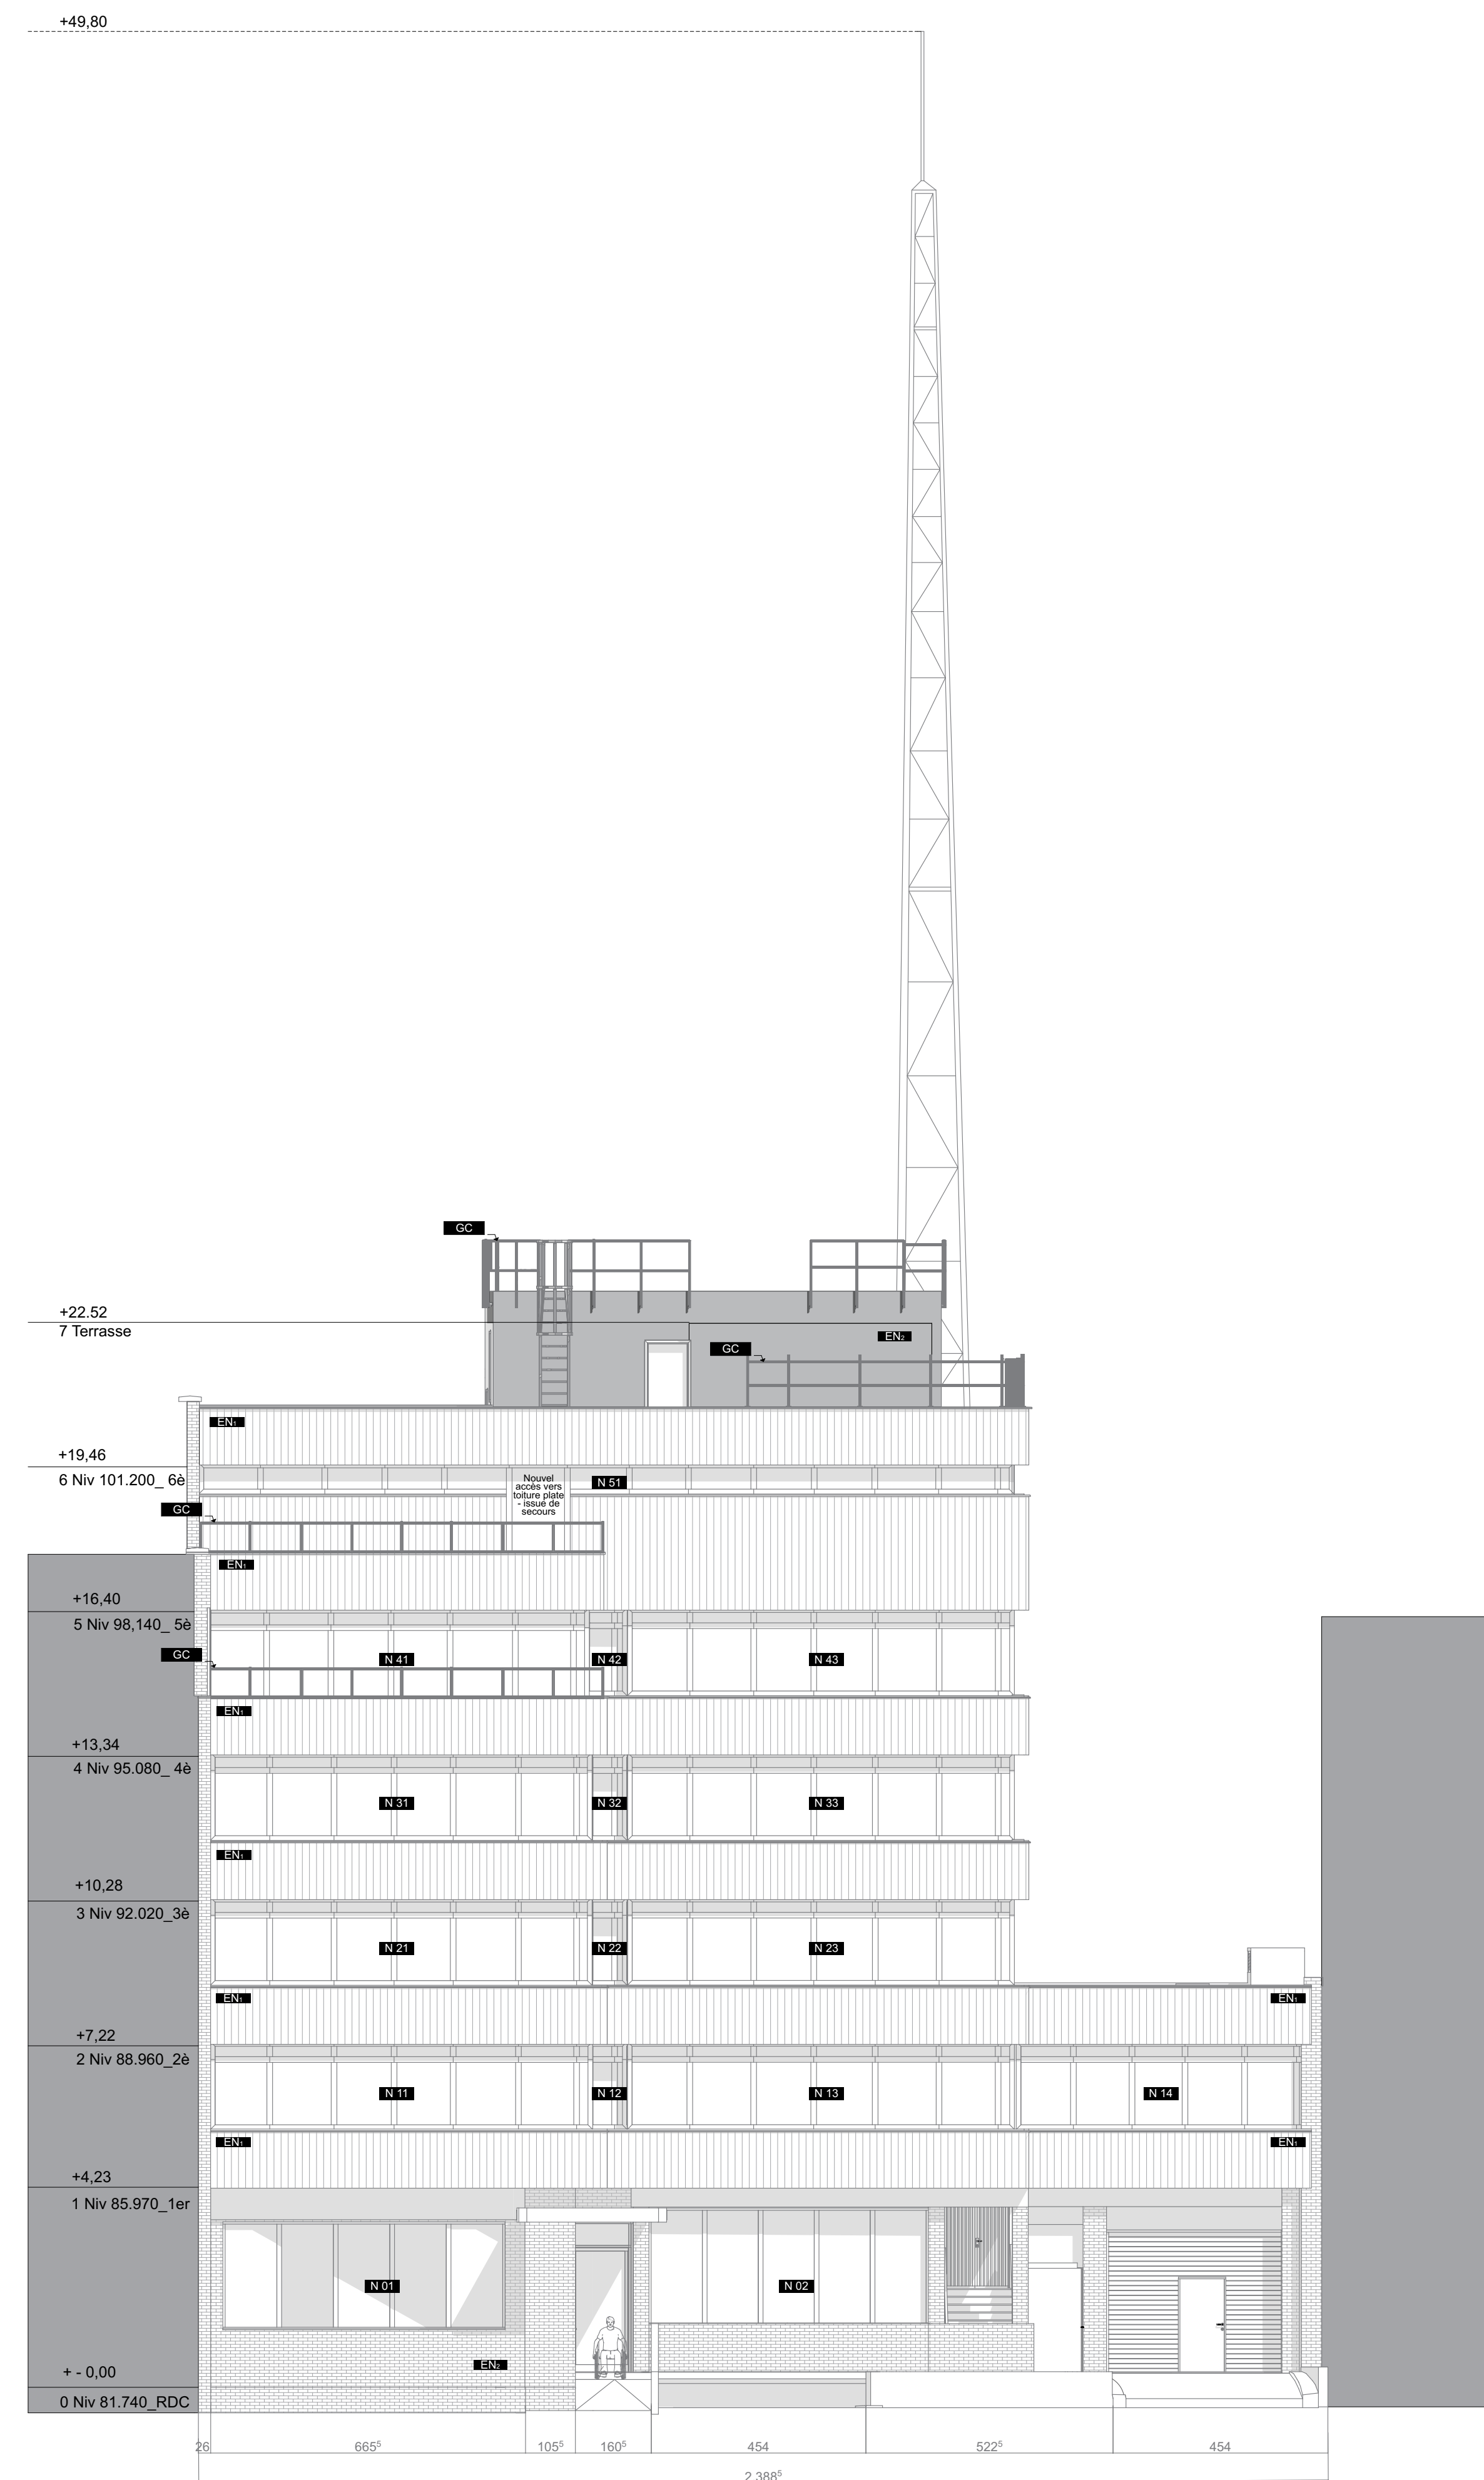 +49,80
GC
+22.52
7 Terrasse
EN₂
GC
EN₁
+19,46
6 Niv 101.200_ 6è
Nouvel
accès vers
toiture plate
- issue de
secours
N 51
GC
EN₁
+16,40
5 Niv 98,140_ 5è
GC
N 41
N 42
N 43
EN₁
+13,34
4 Niv 95.080_ 4è
N 31
N 32
N 33
EN₁
+10,28
3 Niv 92.020_3è
N 21
N 22
N 23
EN₁
EN₁
+7,22
2 Niv 88.960_2è
N 11
N 12
N 13
N 14
EN₁
EN₁
+4,23
1 Niv 85.970_1er
N 01
N 02
EN₂
+ - 0,00
0 Niv 81.740_RDC
26
665⁵
105⁵
160⁵
454
522⁵
454
2.388⁵